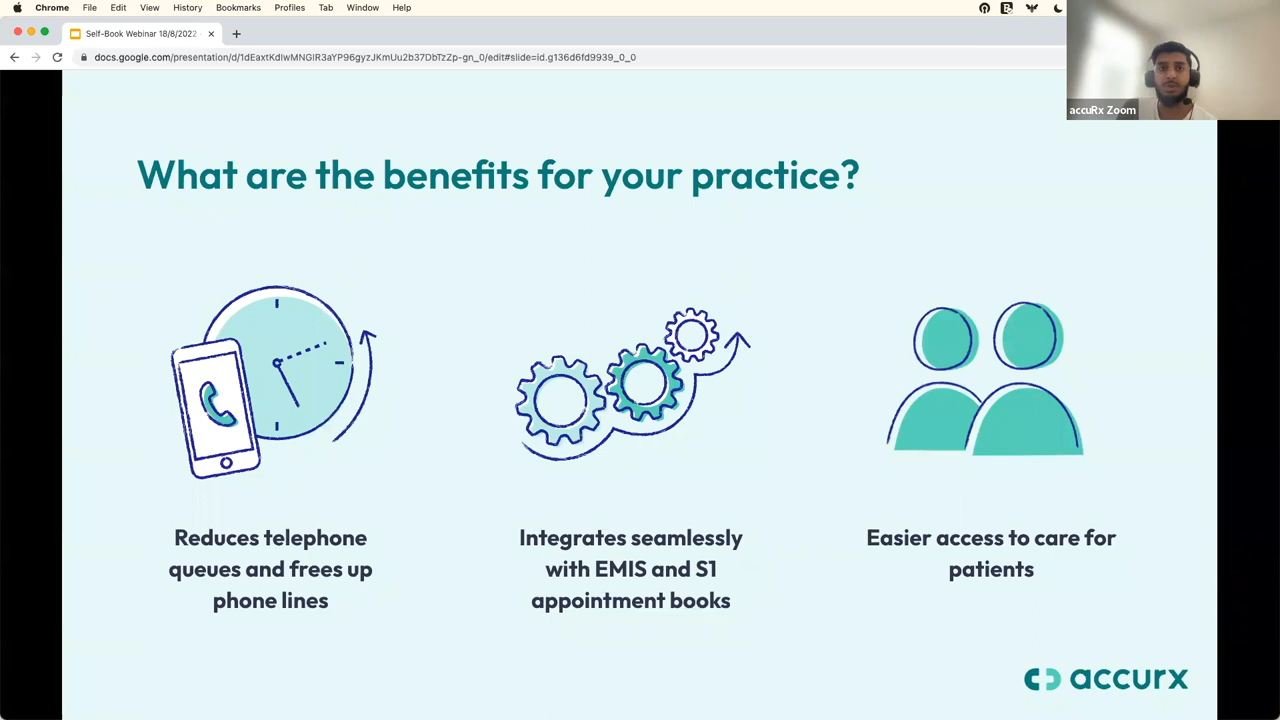 Chrome File Edit View History Bookmarks Profiles Tab Window Help
Self-Book Webinar 18/8/2022
docs.google.com/presentation/d/1dEaxtKdlwMNGlR3aYP96gyzJKmUu2b37DbTzZp-gn_0/edit#slide=id.g136d6fd9939_0_0
accuRx Zoom
What are the benefits for your practice?
Reduces telephone
queues and frees up
phone lines
Integrates seamlessly
with EMIS and S1
appointment books
Easier access to care for
patients
accurx